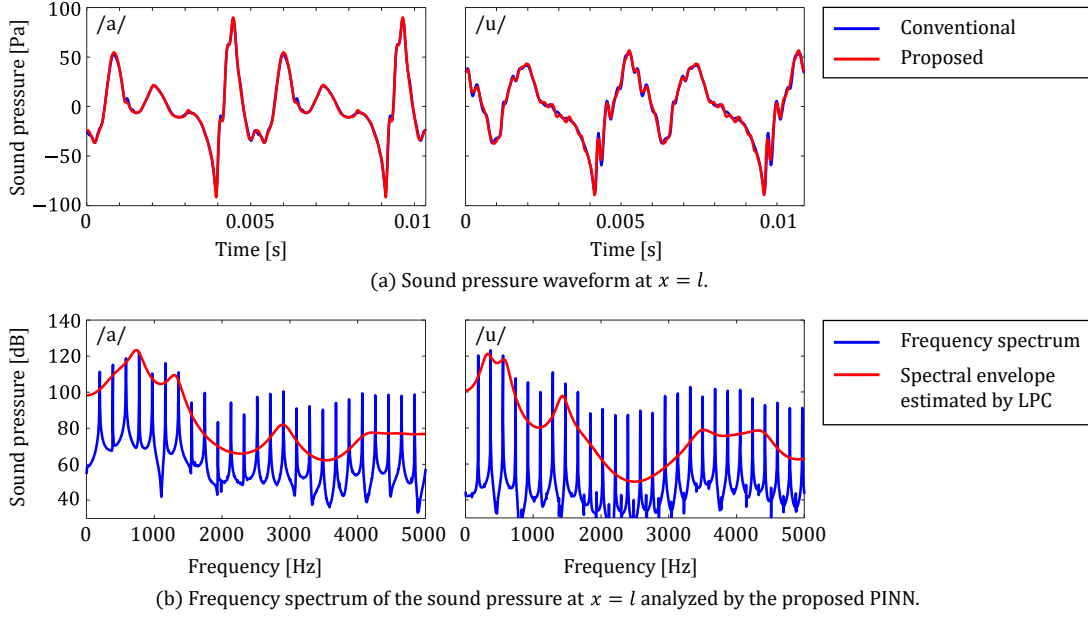 /a/
/u/
Conventional
Proposed
Sound pressure [Pa]
100
50
0
−50
−100
0
0.005
0.01
0
0.005
0.01
Time [s]
Time [s]
(a) Sound pressure waveform at x = l.
/a/
/u/
Frequency spectrum
Spectral envelope
estimated by LPC
Sound pressure [dB]
140
120
100
80
60
40
0 1000 2000 3000 4000 5000
0 1000 2000 3000 4000 5000
Frequency [Hz]
Frequency [Hz]
(b) Frequency spectrum of the sound pressure at x = l analyzed by the proposed PINN.